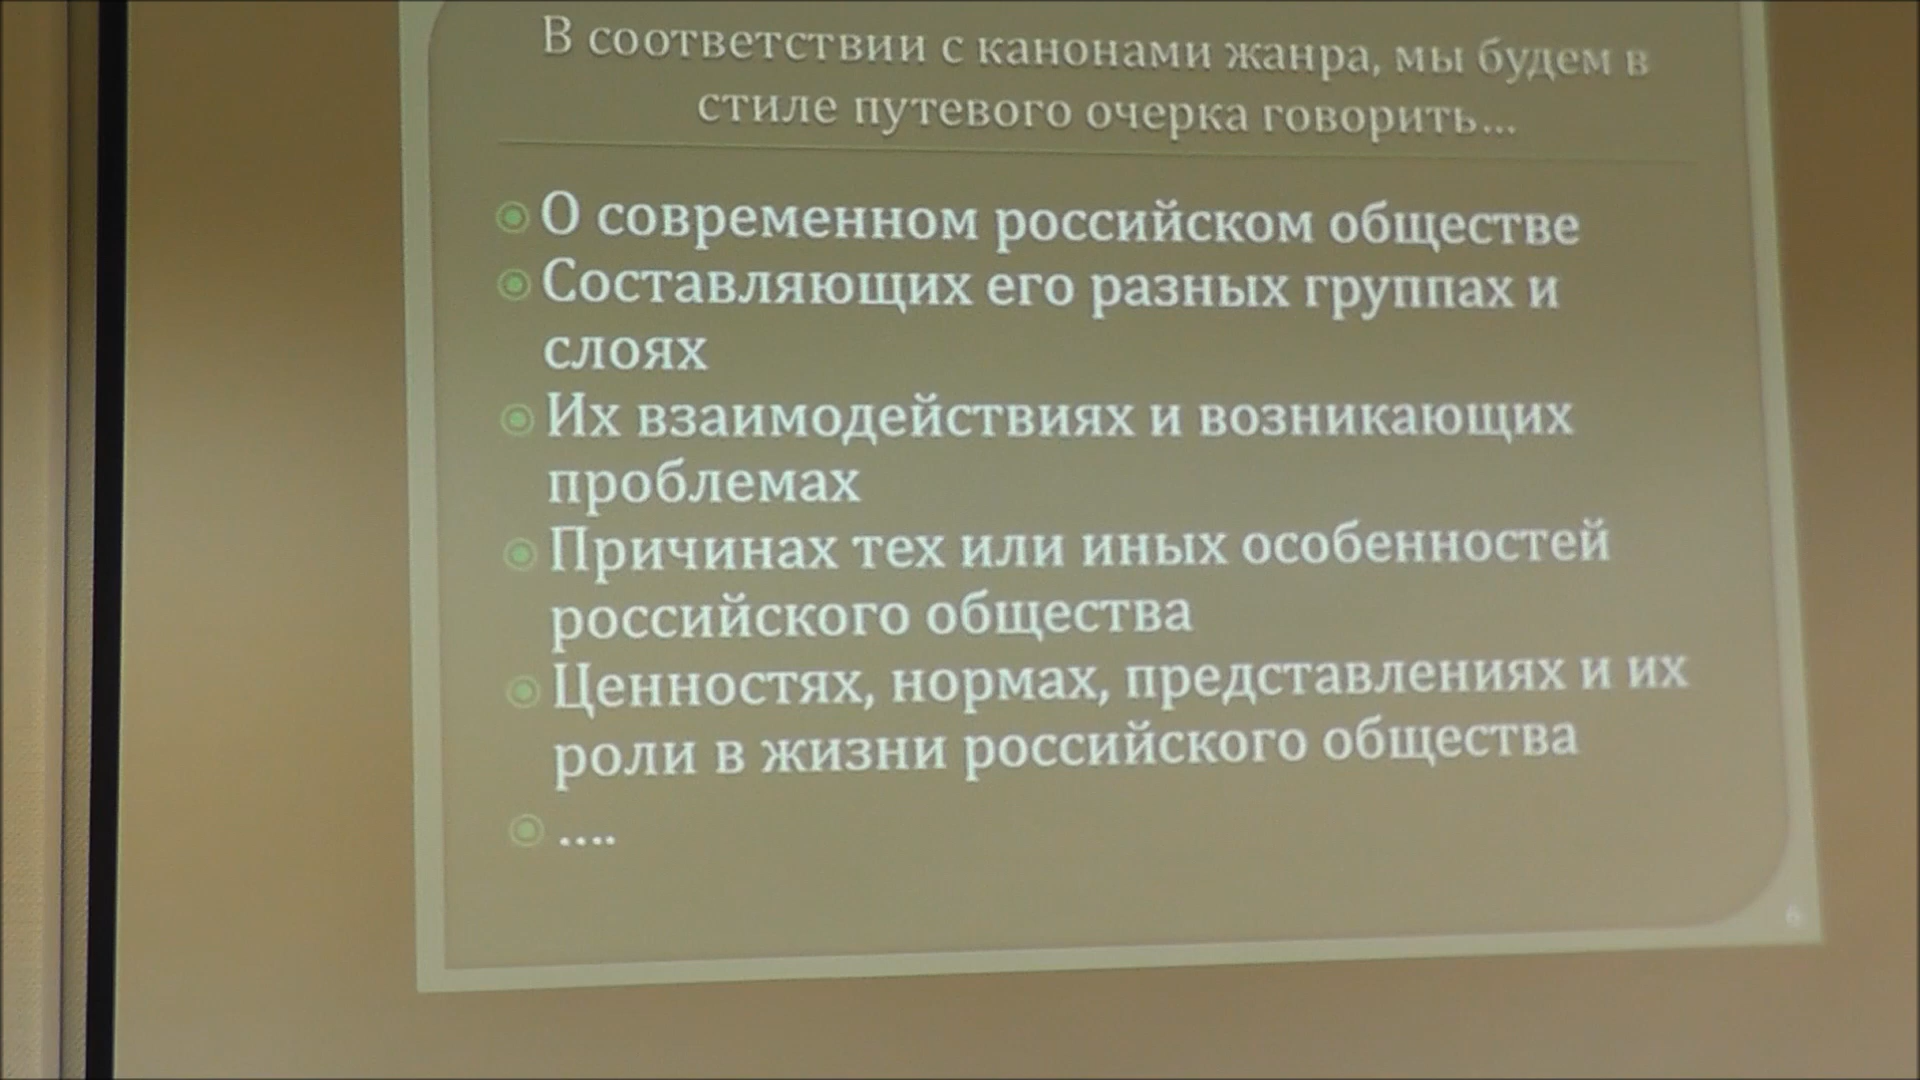 В соответствии с канонами жанра, мы будем в
стиле путевого очерка говорить...
О современном российском обществе
Составляющих его разных группах и
слоях
Их взаимодействиях и возникающих
проблемах
Причинах тех или иных особенностей
российского общества
Ценностях, нормах, представлениях и их
роли в жизни российского общества
....
6